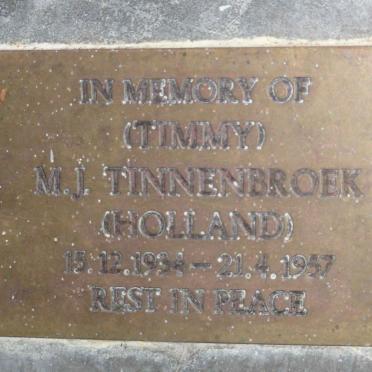 IN MEMORY OF
(TIMMY)
M.J. TINNENBROEK
(HOLLAND)
15.12.1934 – 21.4.1957
REST IN PEACE